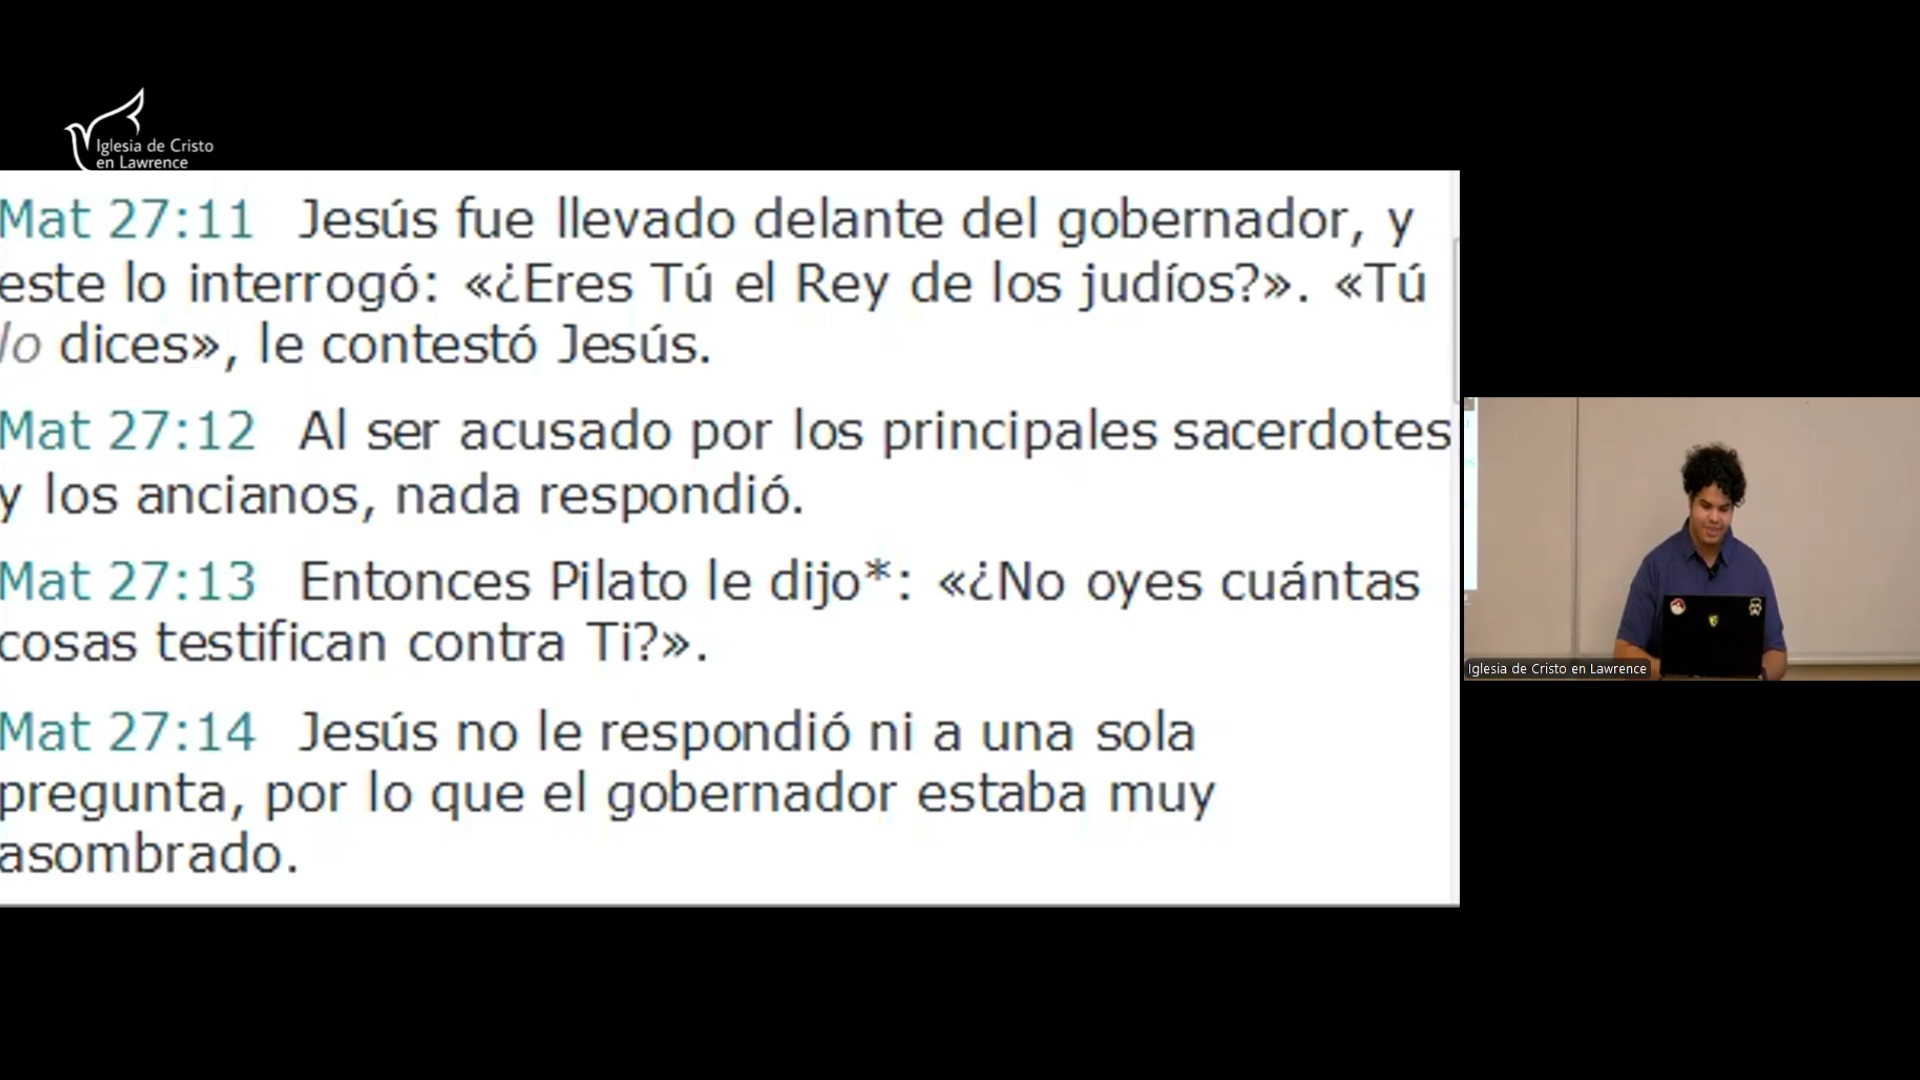 Iglesia de Cristo
en Lawrence
Mat 27:11 Jesús fue llevado delante del gobernador, y
este lo interrogó: «¿Eres Tú el Rey de los judíos?». «Tú
lo dices», le contestó Jesús.
Mat 27:12 Al ser acusado por los principales sacerdotes
y los ancianos, nada respondió.
Mat 27:13 Entonces Pilato le dijo*: «¿No oyes cuántas
cosas testifican contra Ti?».
Mat 27:14 Jesús no le respondió ni a una sola
pregunta, por lo que el gobernador estaba muy
asombrado.
Iglesia de Cristo en Lawrence